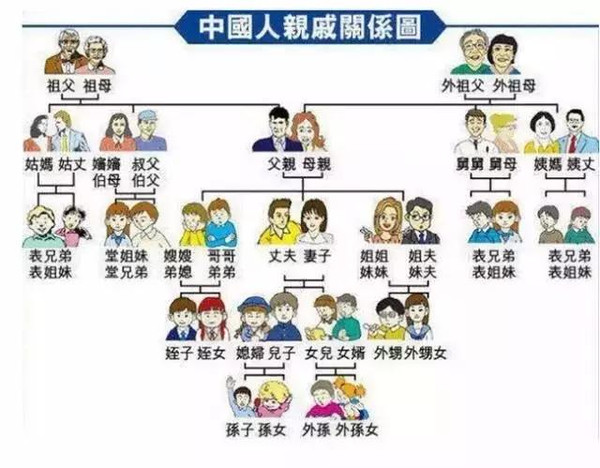 中國人親戚關係圖
祖父 祖母
外祖父 外祖母
姑媽 姑丈
嬸嬸 叔父
伯母 伯父
父親 母親
舅舅 舅母
姨媽 姨丈
表兄弟
表姐妹
堂姐妹
堂兄弟
嫂嫂 哥哥
弟媳 弟弟
丈夫 妻子
姐姐 姐夫
妹妹 妹夫
表兄弟
表姐妹
表兄弟
表姐妹
姪子 姪女
媳婦 兒子
女兒 女婿
外甥 外甥女
孫子 孫女
外孫 外孫女